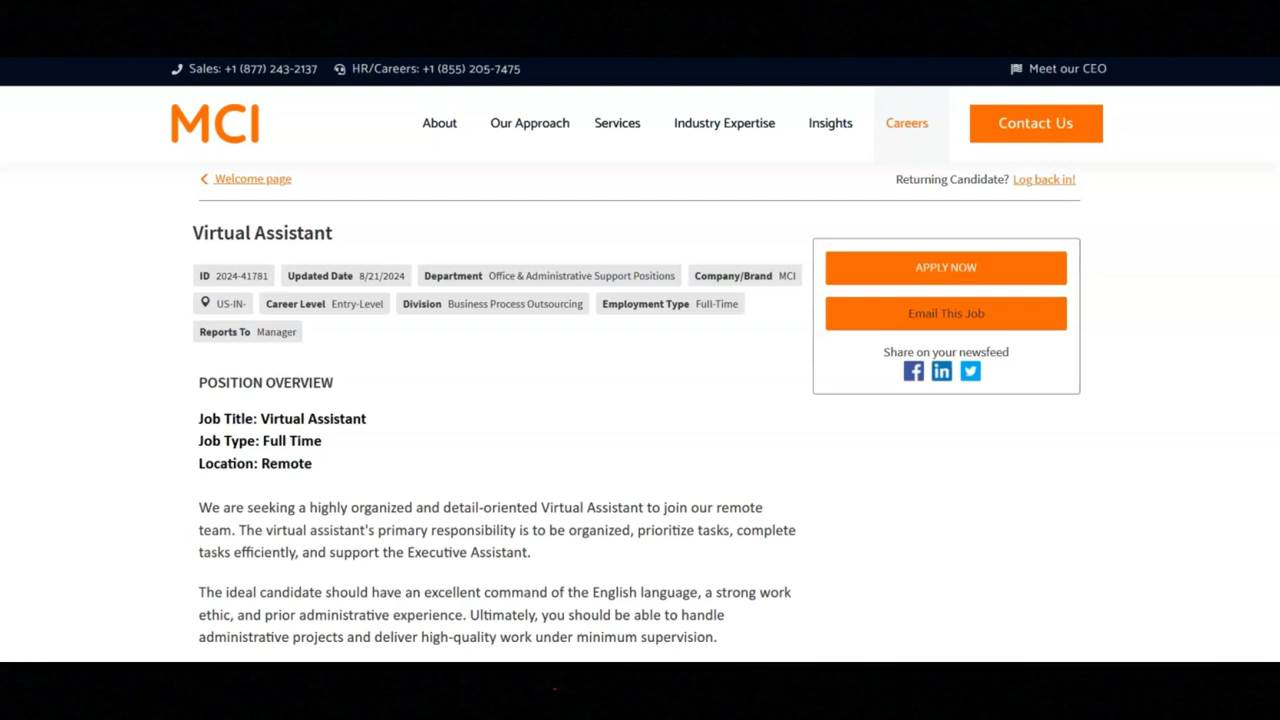 Sales: +1 (877) 243-2137 HR/Careers: +1 (855) 205-7475 Meet our CEO
MCI About Our Approach Services Industry Expertise Insights Careers Contact Us
Welcome page Returning Candidate? Log back in!
Virtual Assistant
APPLY NOW
ID 2024-41781 Updated Date 8/21/2024 Department Office & Administrative Support Positions Company/Brand MCI
US-IN- Career Level Entry-Level Division Business Process Outsourcing Employment Type Full-Time
Email This Job
Reports To Manager
Share on your newsfeed
POSITION OVERVIEW
Job Title: Virtual Assistant
Job Type: Full Time
Location: Remote
We are seeking a highly organized and detail-oriented Virtual Assistant to join our remote
team. The virtual assistant's primary responsibility is to be organized, prioritize tasks, complete
tasks efficiently, and support the Executive Assistant.
The ideal candidate should have an excellent command of the English language, a strong work
ethic, and prior administrative experience. Ultimately, you should be able to handle
administrative projects and deliver high-quality work under minimum supervision.